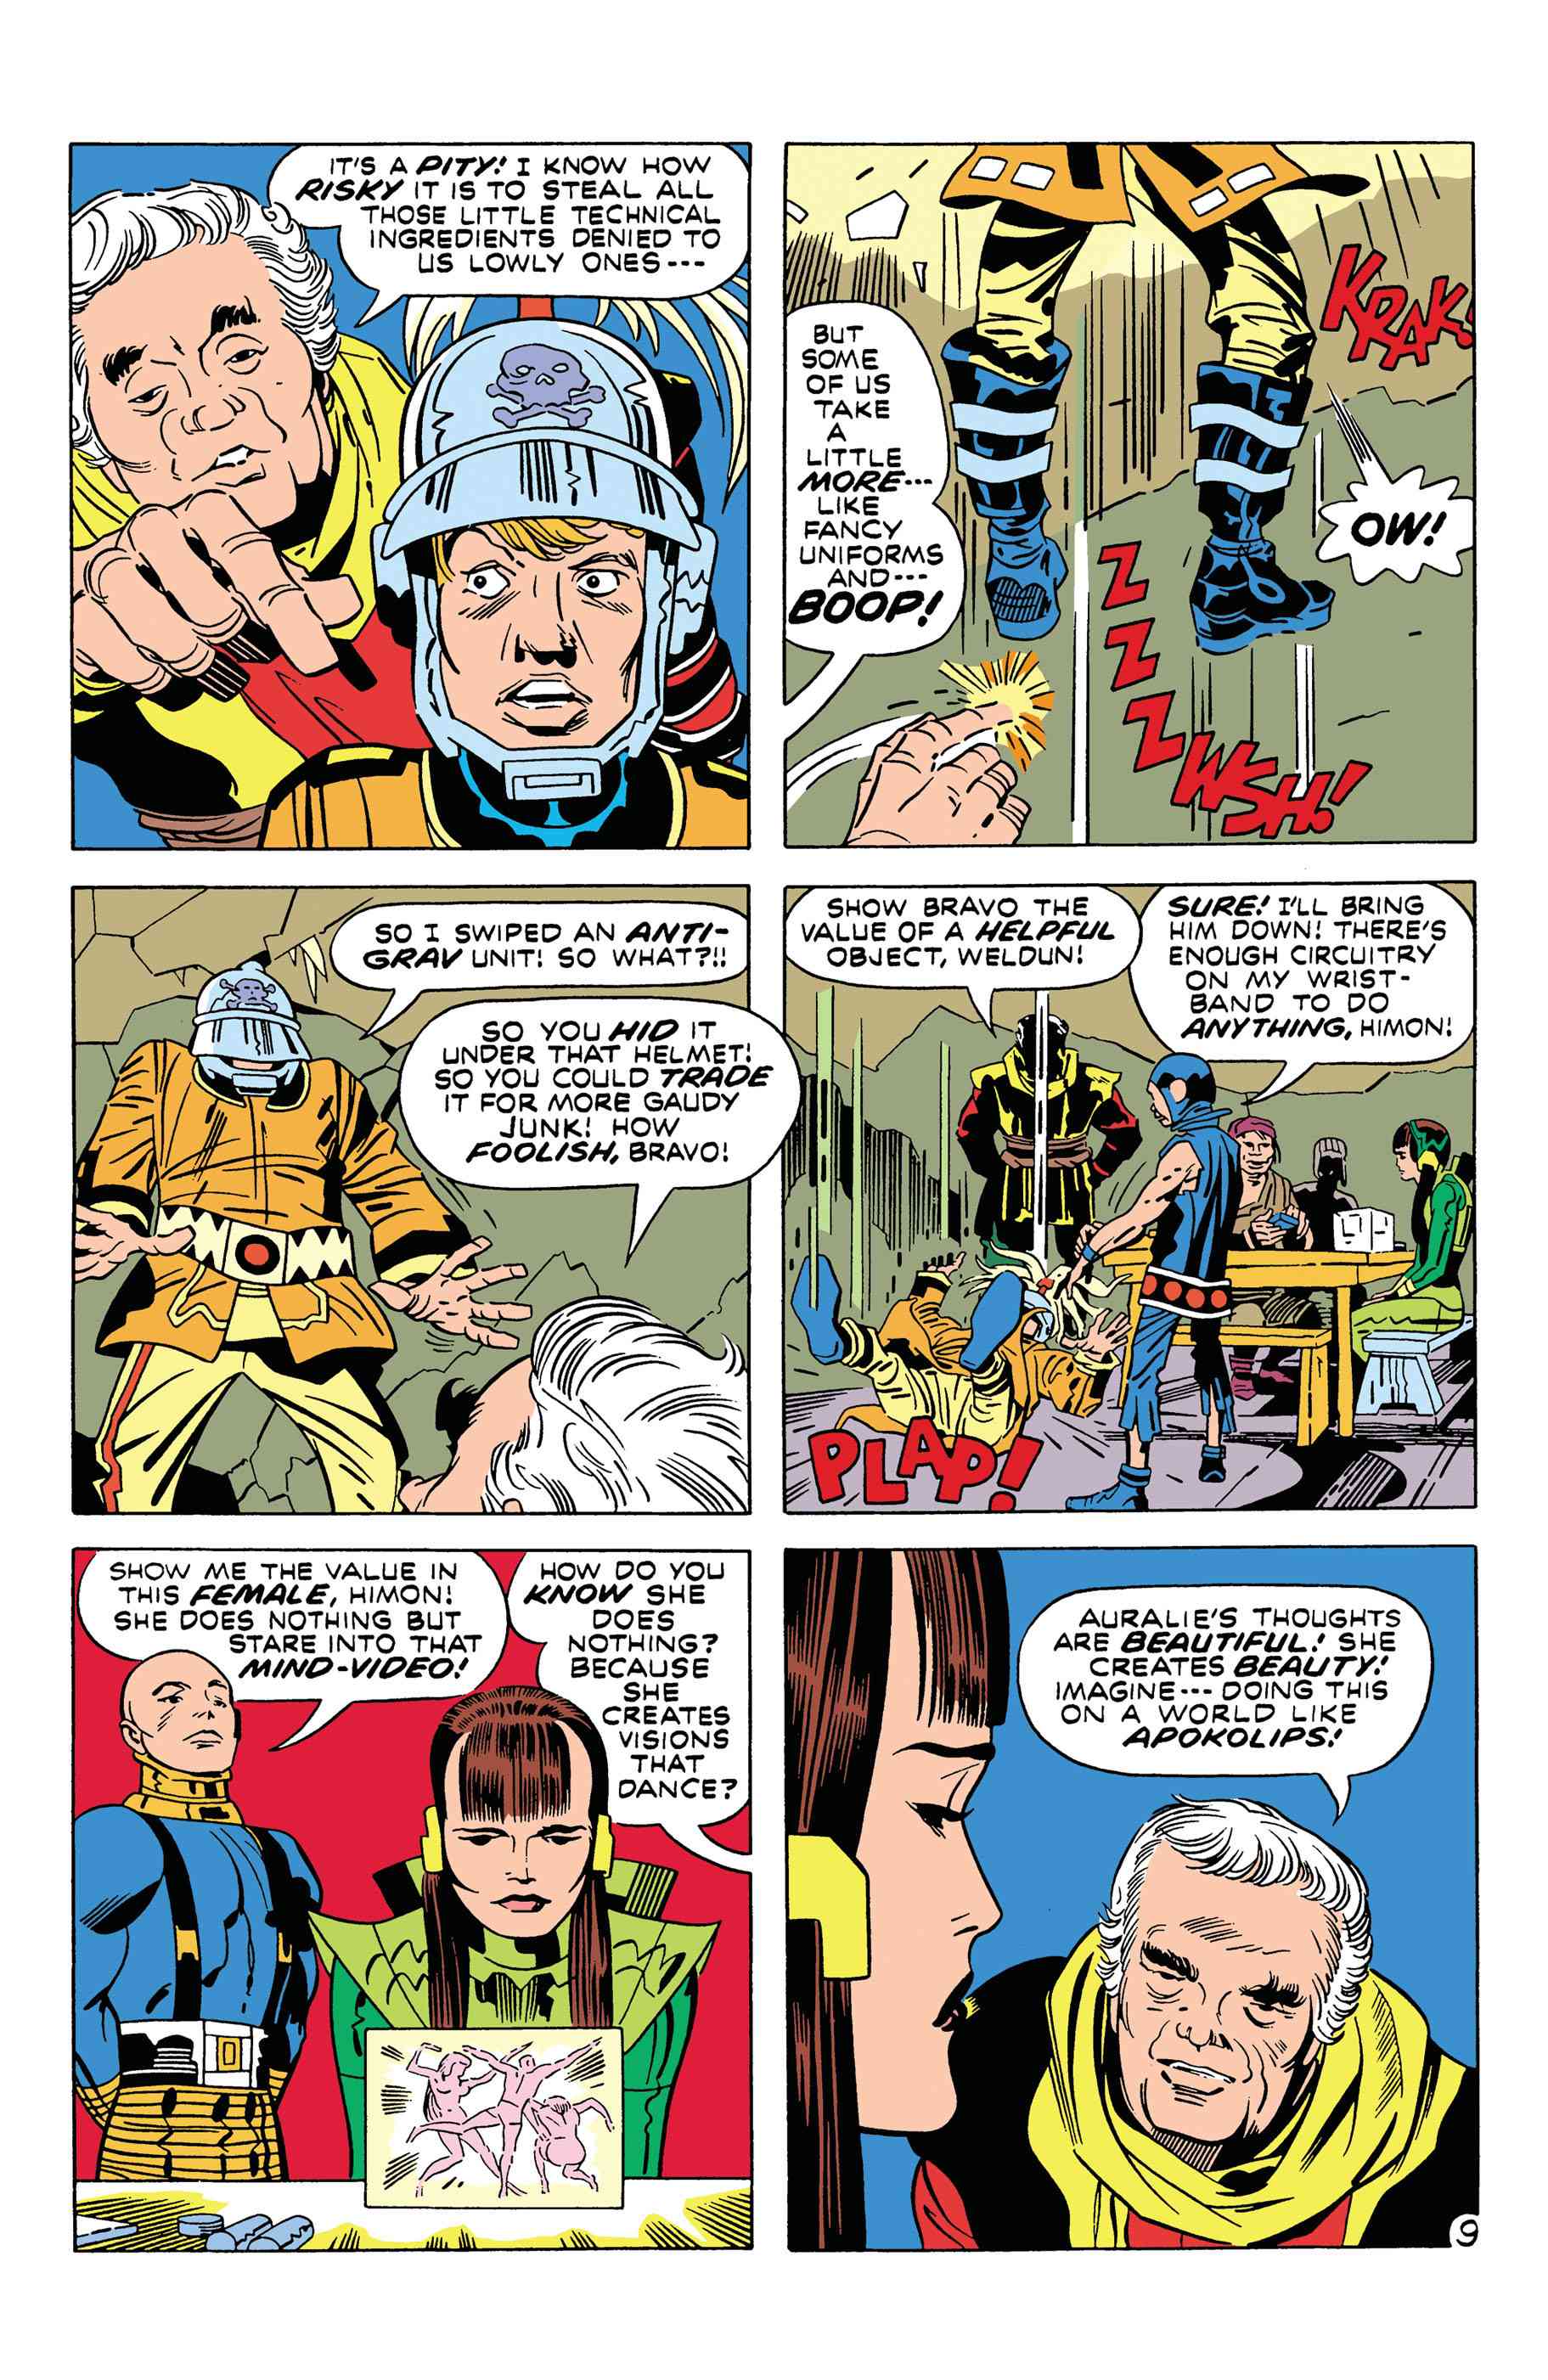 IT'S A PITY! I KNOW HOW
RISKY IT IS TO STEAL ALL
THOSE LITTLE TECHNICAL
INGREDIENTS DENIED TO
US LOWLY ONES---
BUT
SOME
OF US
TAKE
A
LITTLE
MORE---
LIKE
FANCY
UNIFORMS
AND---
BOOP!
KRAK!
OW!
ZZZZWSH!
SO I SWIPED AN ANTI-
GRAV UNIT! SO WHAT?!!
SO YOU HID IT
UNDER THAT HELMET!
SO YOU COULD TRADE
IT FOR MORE GAUDY
JUNK! HOW
FOOLISH, BRAVO!
SHOW BRAVO THE
VALUE OF A HELPFUL
OBJECT, WELDUN!
SURE! I'LL BRING
HIM DOWN! THERE'S
ENOUGH CIRCUITRY
ON MY WRIST-
BAND TO DO
ANYTHING, HIMON!
PLAP!
SHOW ME THE VALUE IN
THIS FEMALE, HIMON!
SHE DOES NOTHING BUT
STARE INTO THAT
MIND-VIDEO!
HOW DO YOU
KNOW SHE
DOES
NOTHING?
BECAUSE
SHE
CREATES
VISIONS
THAT
DANCE?
AURALIE'S THOUGHTS
ARE BEAUTIFUL! SHE
CREATES BEAUTY!
IMAGINE--- DOING THIS
ON A WORLD LIKE
APOKOLIPS!
9